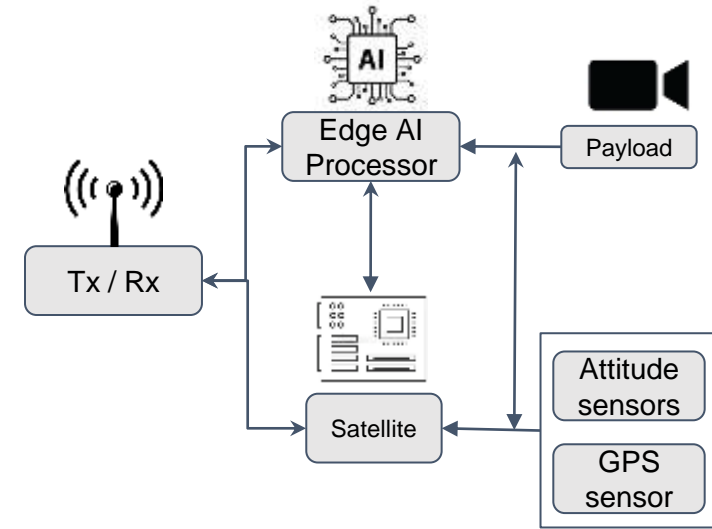 AI
Edge AI
Processor
Payload
Tx / Rx
Satellite
Attitude
sensors
GPS
sensor